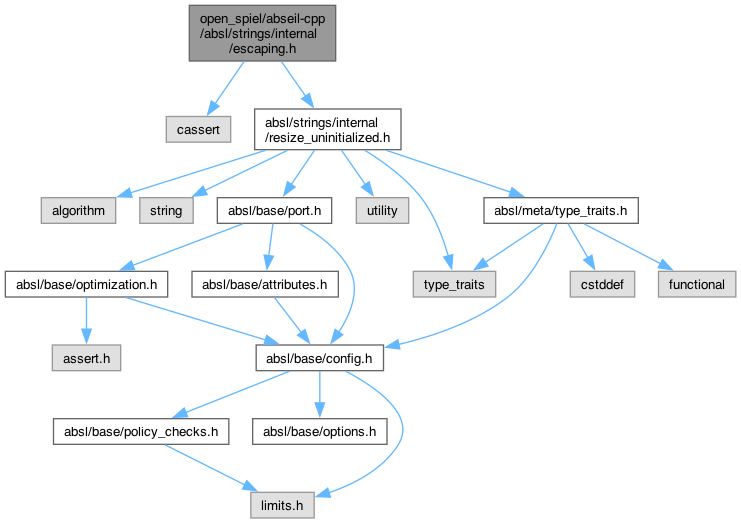 open_spiel/abseil-cpp
/absl/strings/internal
/escaping.h
cassert
absl/strings/internal
/resize_uninitialized.h
algorithm
string
absl/base/port.h
utility
absl/meta/type_traits.h
absl/base/optimization.h
absl/base/attributes.h
type_traits
cstddef
functional
assert.h
absl/base/config.h
absl/base/policy_checks.h
absl/base/options.h
limits.h